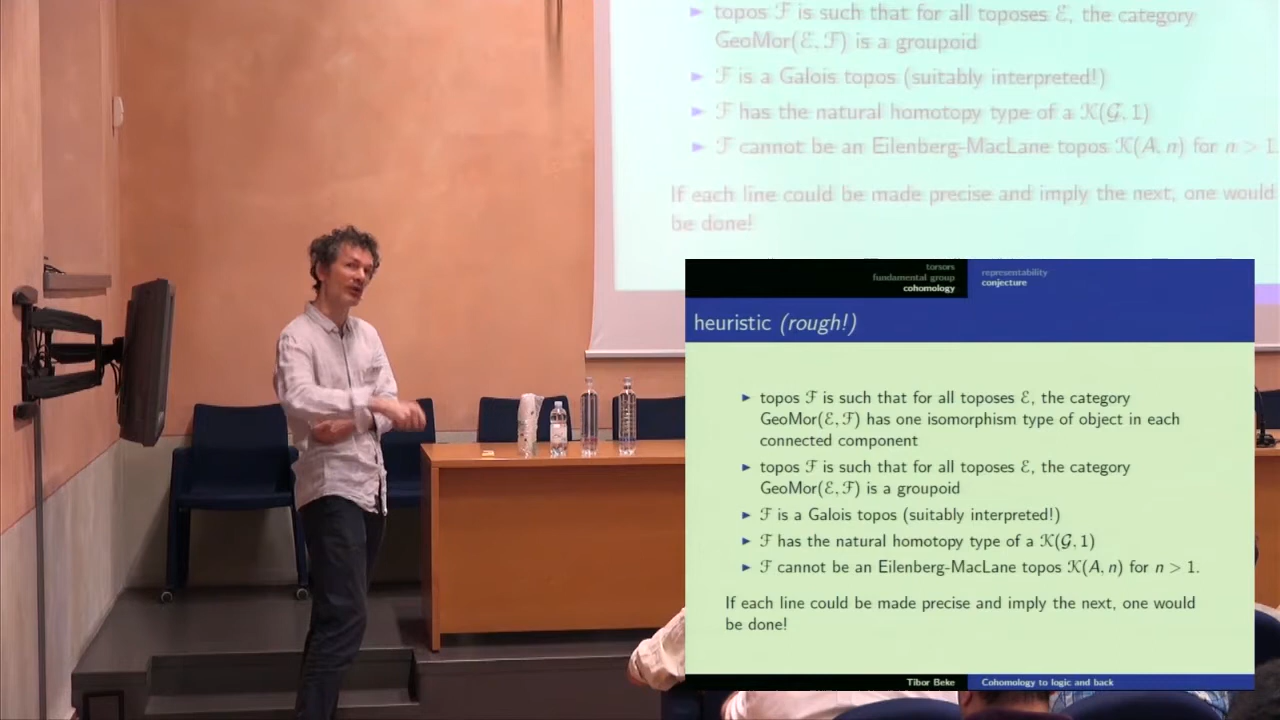 ▶ topos ℱ is such that for all toposes ℰ, the category
GeoMor(ℰ, ℱ) is a groupoid
▶ ℱ is a Galois topos (suitably interpreted!)
▶ ℱ has the natural homotopy type of a 𝒦(𝒢, 1)
▶ ℱ cannot be an Eilenberg-MacLane topos 𝒦(A, n) for n > 1.
If each line could be made precise and imply the next, one would
be done!
torsors
fundamental group
cohomology
representability
conjecture
heuristic (rough!)
▶ topos ℱ is such that for all toposes ℰ, the category
GeoMor(ℰ, ℱ) has one isomorphism type of object in each
connected component
▶ topos ℱ is such that for all toposes ℰ, the category
GeoMor(ℰ, ℱ) is a groupoid
▶ ℱ is a Galois topos (suitably interpreted!)
▶ ℱ has the natural homotopy type of a 𝒦(𝒢, 1)
▶ ℱ cannot be an Eilenberg-MacLane topos 𝒦(A, n) for n > 1.
If each line could be made precise and imply the next, one would
be done!
Tibor Beke
Cohomology to logic and back